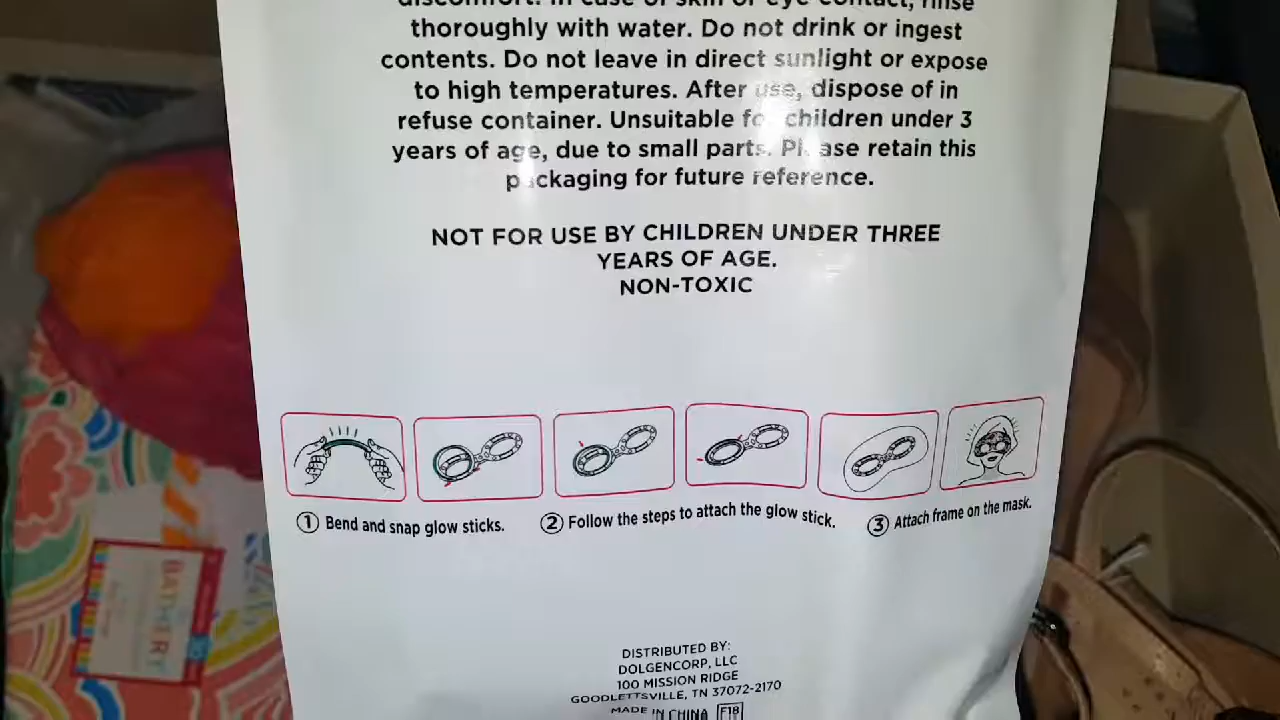 discomfort. In case of skin or eye contact, rinse
thoroughly with water. Do not drink or ingest
contents. Do not leave in direct sunlight or expose
to high temperatures. After use, dispose of in
refuse container. Unsuitable for children under 3
years of age, due to small parts. Please retain this
packaging for future reference.
NOT FOR USE BY CHILDREN UNDER THREE
YEARS OF AGE.
NON-TOXIC
1 Bend and snap glow sticks.
2 Follow the steps to attach the glow stick.
3 Attach frame on the mask.
DISTRIBUTED BY:
DOLGENCORP, LLC
100 MISSION RIDGE
GOODLETTSVILLE, TN 37072-2170
MADE IN CHINA F18